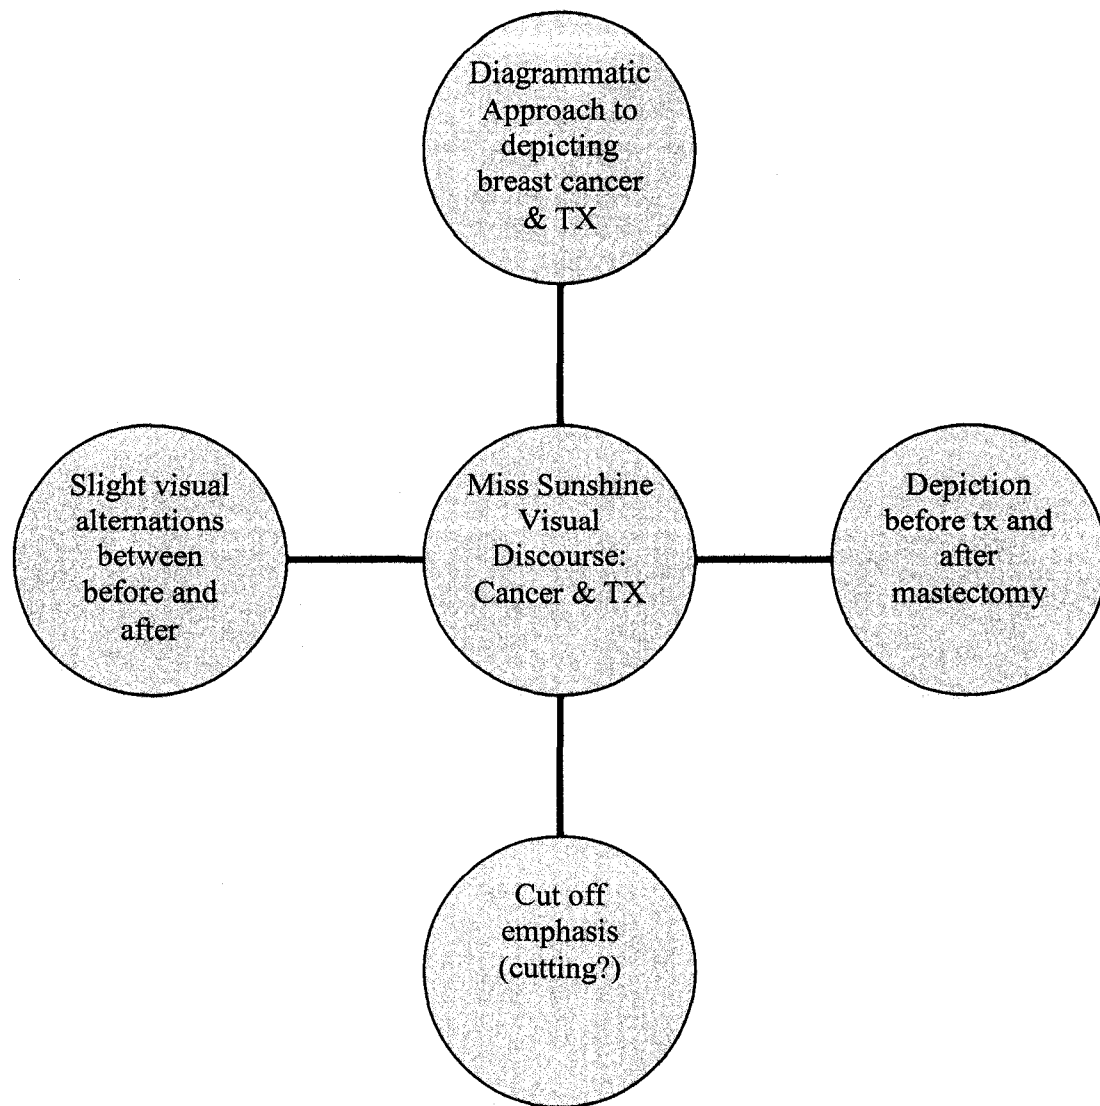 Diagrammatic
Approach to
depicting
breast cancer
& TX
Slight visual
alternations
between
before and
after
Miss Sunshine
Visual
Discourse:
Cancer & TX
Depiction
before tx and
after
mastectomy
Cut off
emphasis
(cutting?)